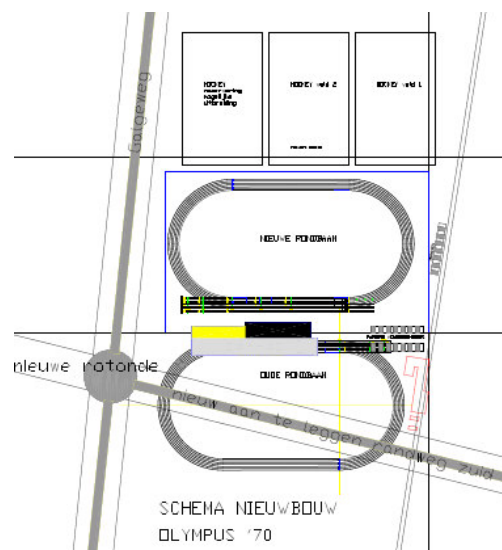 HOCKEY veld 2
HOCKEY veld 1
Galgeweg
NIEUWE RONDBAAN
nieuwe rotonde
OUDE RONDBAAN
nieuw aan te leggen randweg zuid
SCHEMA NIEUWBOUW
OLYMPUS '70